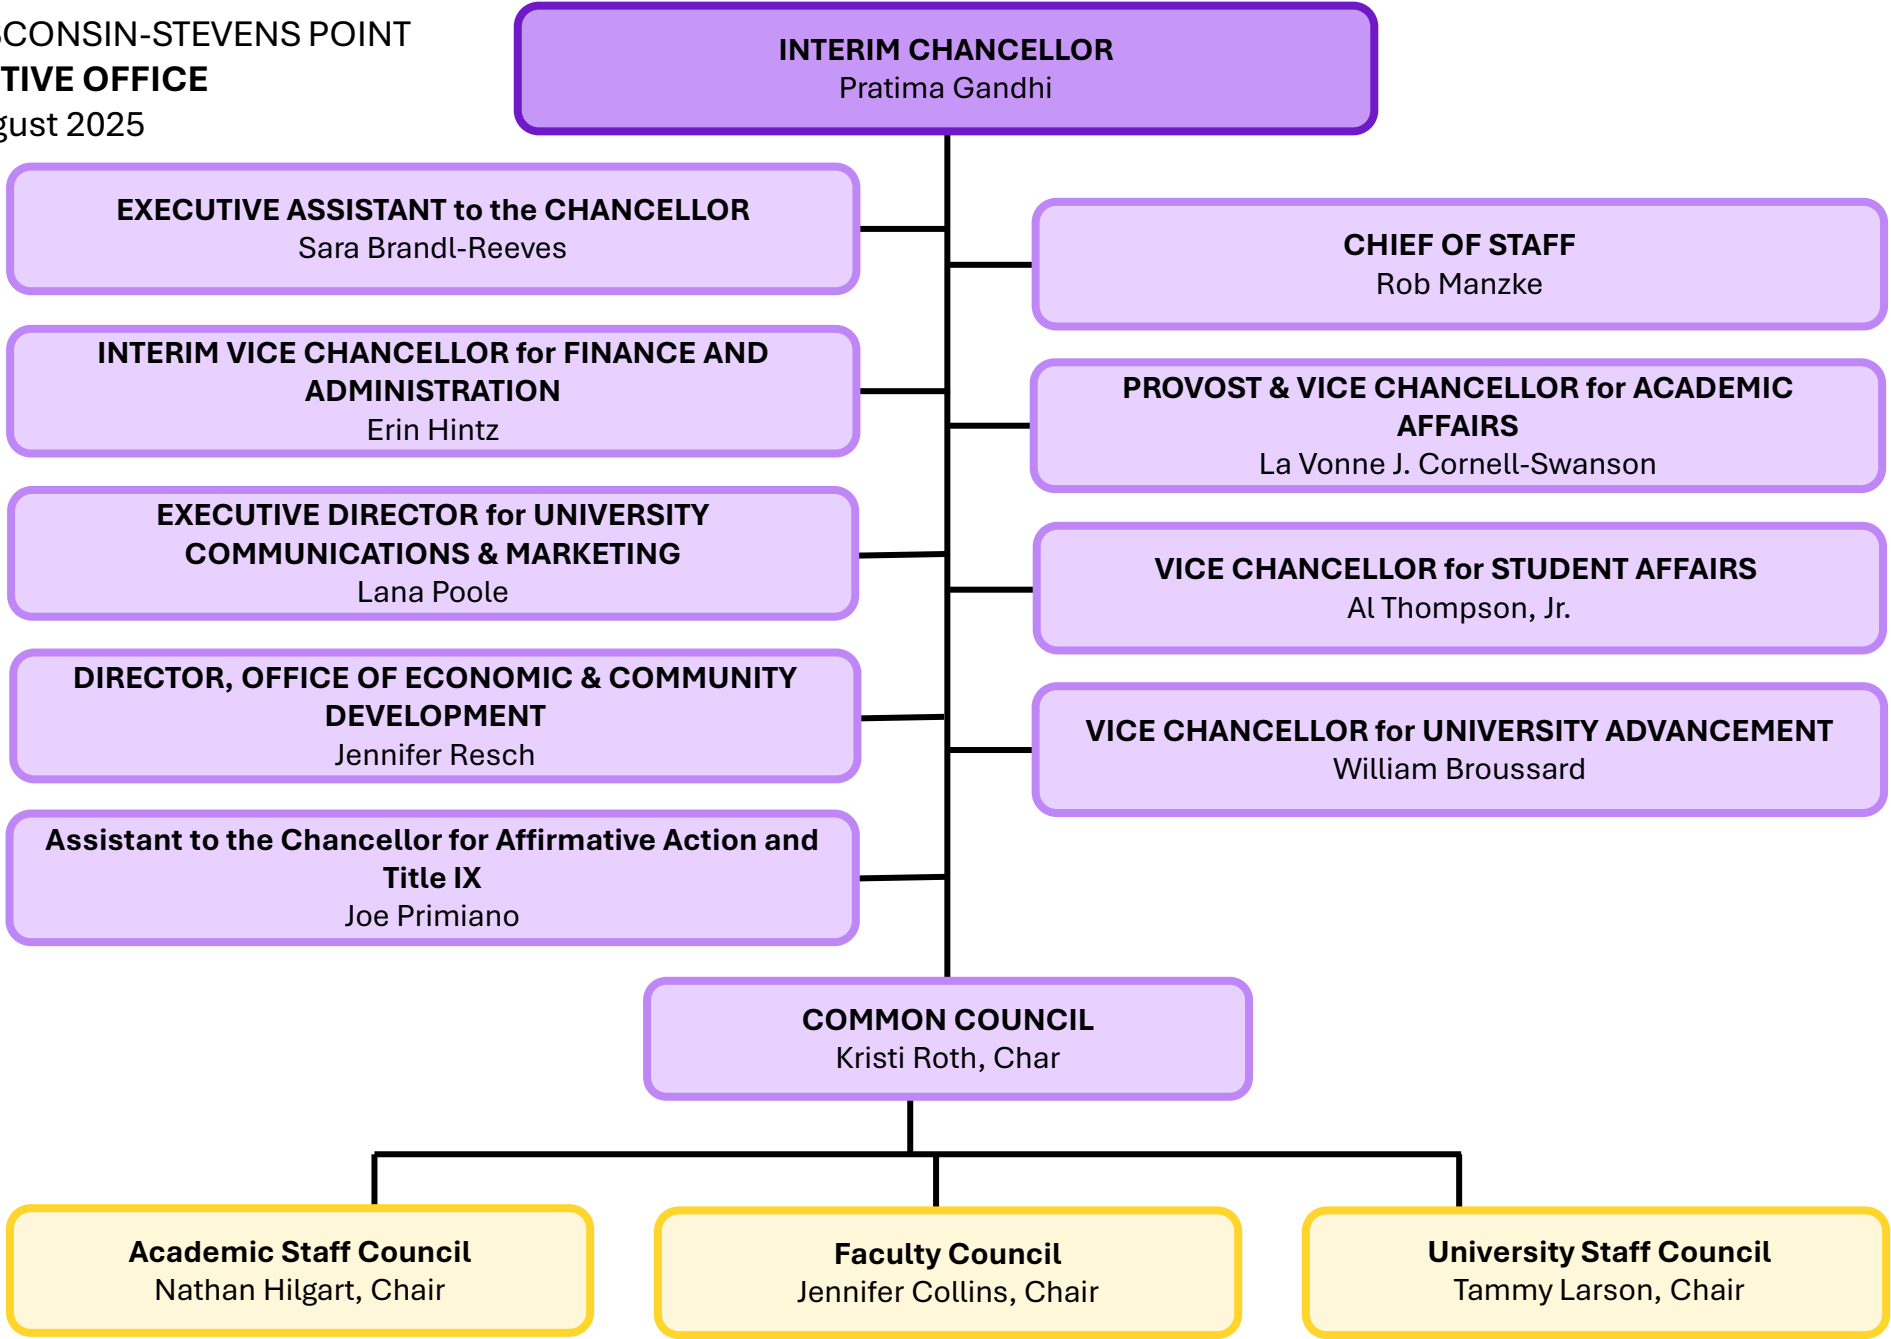 SCONSIN-STEVENS POINT
TIVE OFFICE
gust 2025
INTERIM CHANCELLOR
Pratima Gandhi
EXECUTIVE ASSISTANT to the CHANCELLOR
Sara Brandl-Reeves
CHIEF OF STAFF
Rob Manzke
INTERIM VICE CHANCELLOR for FINANCE AND
ADMINISTRATION
Erin Hintz
PROVOST & VICE CHANCELLOR for ACADEMIC
AFFAIRS
La Vonne J. Cornell-Swanson
EXECUTIVE DIRECTOR for UNIVERSITY
COMMUNICATIONS & MARKETING
Lana Poole
VICE CHANCELLOR for STUDENT AFFAIRS
Al Thompson, Jr.
DIRECTOR, OFFICE OF ECONOMIC & COMMUNITY
DEVELOPMENT
Jennifer Resch
VICE CHANCELLOR for UNIVERSITY ADVANCEMENT
William Broussard
Assistant to the Chancellor for Affirmative Action and
Title IX
Joe Primiano
COMMON COUNCIL
Kristi Roth, Char
Academic Staff Council
Nathan Hilgart, Chair
Faculty Council
Jennifer Collins, Chair
University Staff Council
Tammy Larson, Chair